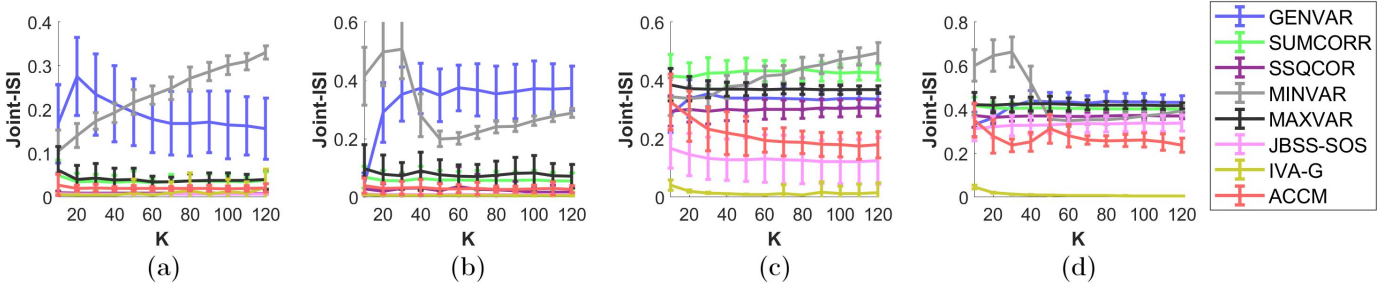 0.4
0.3
0.2
0.1
0
Joint-ISI
20 40 60 80 100 120
K
(a)
0.6
0.4
0.2
0
Joint-ISI
20 40 60 80 100 120
K
(b)
0.6
0.4
0.2
0
Joint-ISI
20 40 60 80 100 120
K
(c)
0.8
0.6
0.4
0.2
0
Joint-ISI
20 40 60 80 100 120
K
(d)
GENVAR
SUMCORR
SSQCOR
MINVAR
MAXVAR
JBSS-SOS
IVA-G
ACCM